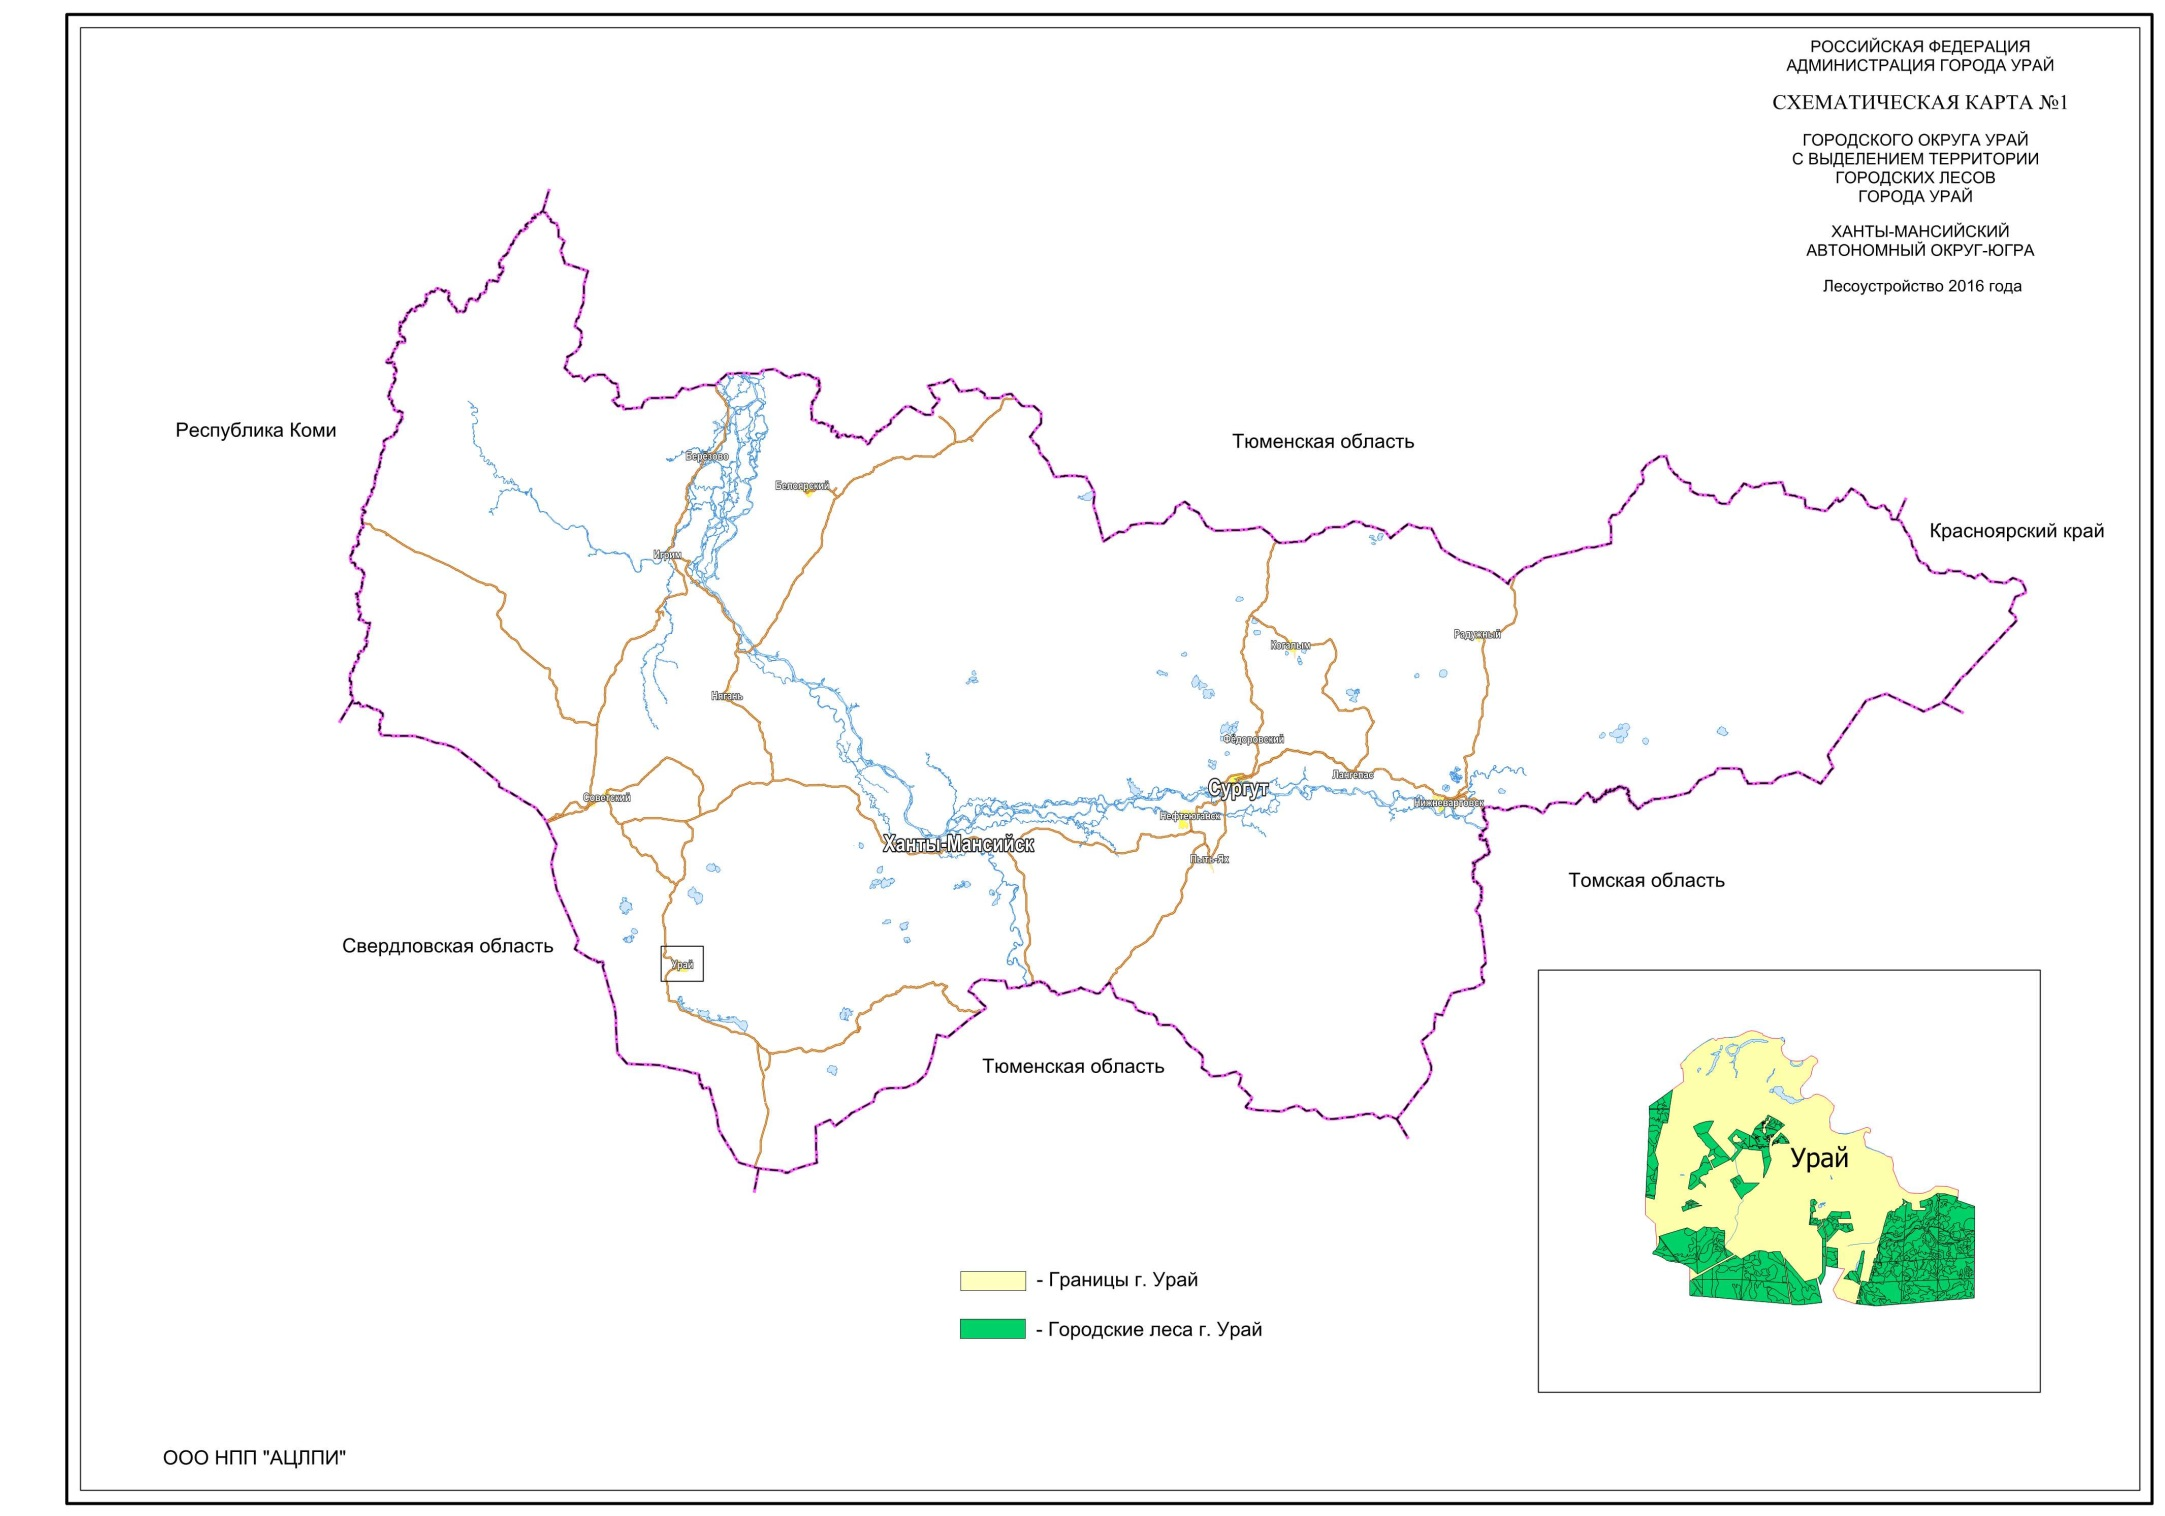 РОССИЙСКАЯ ФЕДЕРАЦИЯ
АДМИНИСТРАЦИЯ ГОРОДА УРАЙ
СХЕМАТИЧЕСКАЯ КАРТА №1
ГОРОДСКОГО ОКРУГА УРАЙ
С ВЫДЕЛЕНИЕМ ТЕРРИТОРИИ
ГОРОДСКИХ ЛЕСОВ
ГОРОДА УРАЙ
ХАНТЫ-МАНСИЙСКИЙ
АВТОНОМНЫЙ ОКРУГ-ЮГРА
Лесоустройство 2016 года
Республика Коми
Тюменская область
Берёзово
Белоярский
Красноярский край
Игрим
Радужный
Когалым
Нягань
Фёдоровский
Лангепас
Сургут
Советский
Нижневартовск
Нефтеюганск
Ханты-Мансийск
Пыть-Ях
Томская область
Свердловская область
Урай
Тюменская область
Урай
- Границы г. Урай
- Городские леса г. Урай
ООО НПП "АЦЛПИ"